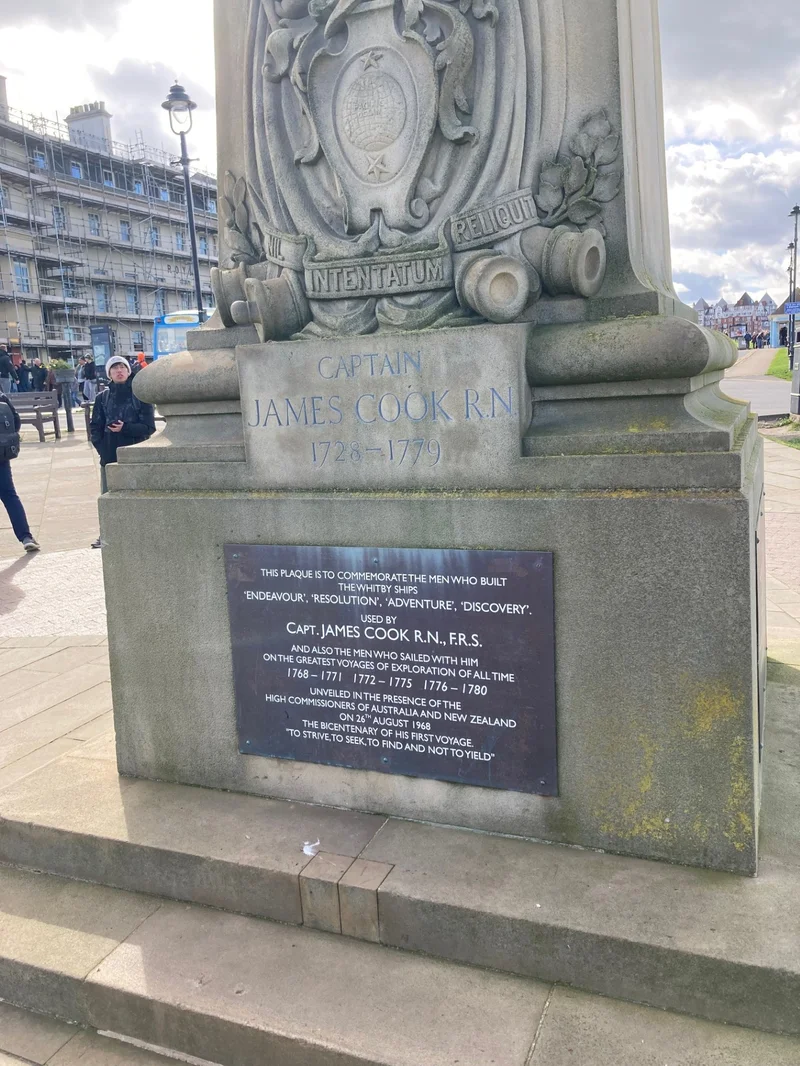 NIL INTENTATUM RELIQUIT
CAPTAIN
JAMES COOK R.N.
1728–1779
THIS PLAQUE IS TO COMMEMORATE THE MEN WHO BUILT
THE WHITBY SHIPS
'ENDEAVOUR', 'RESOLUTION', 'ADVENTURE', 'DISCOVERY'.
USED BY
CAPT. JAMES COOK R.N., F.R.S.
AND ALSO THE MEN WHO SAILED WITH HIM
ON THE GREATEST VOYAGES OF EXPLORATION OF ALL TIME
1768 – 1771 1772 – 1775 1776 – 1780
UNVEILED IN THE PRESENCE OF THE
HIGH COMMISSIONERS OF AUSTRALIA AND NEW ZEALAND
ON 26TH AUGUST 1968
THE BICENTENARY OF HIS FIRST VOYAGE.
"TO STRIVE, TO SEEK, TO FIND AND NOT TO YIELD"